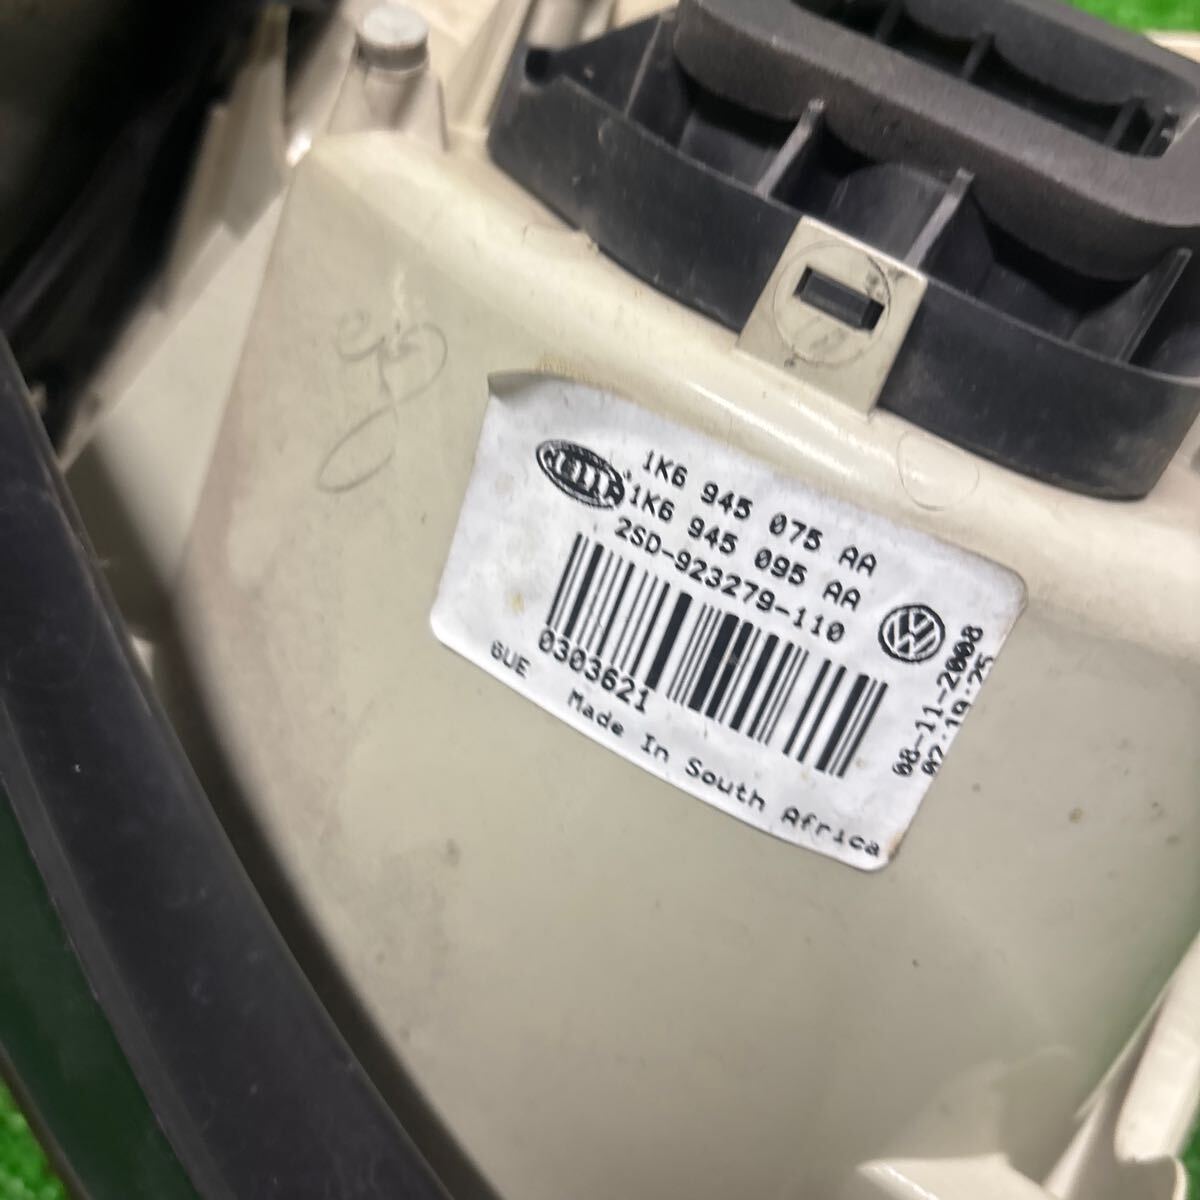 HELLA
1K6 945 075 AA
1K6 945 095 AA
2SD-923279-110
0303621
GUE
Made In South Africa
08-11-2008
02:19:25